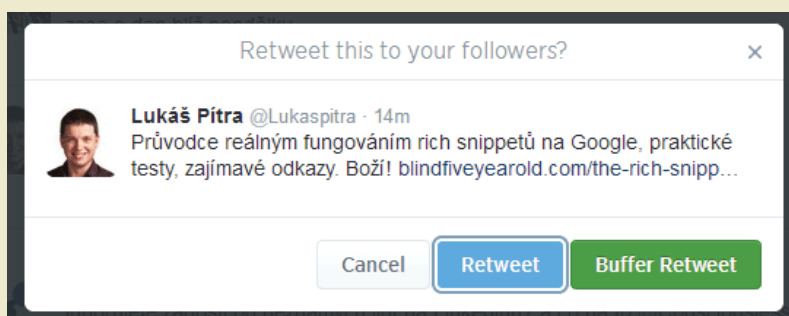 Retweet this to your followers?
×
Lukáš Pítra @Lukaspitra · 14m
Průvodce reálným fungováním rich snippetů na Google, praktické
testy, zajímavé odkazy. Boží! blindfiveyearold.com/the-rich-snipp...
Cancel Retweet Buffer Retweet